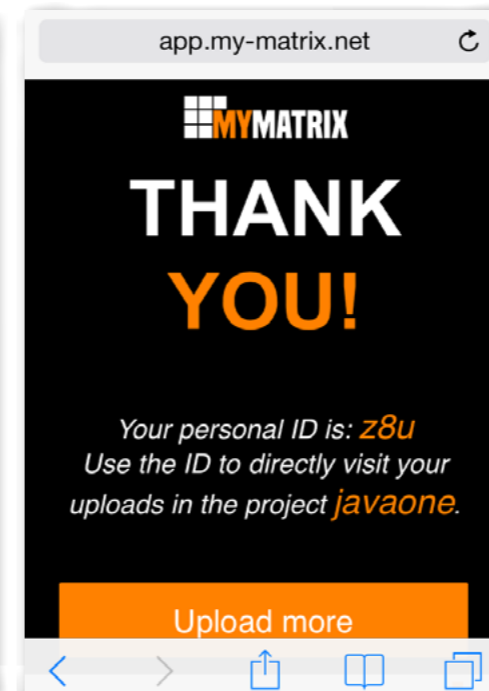 app.my-matrix.net
MYMATRIX
THANK
YOU!
Your personal ID is: z8u
Use the ID to directly visit your
uploads in the project javaone.
Upload more